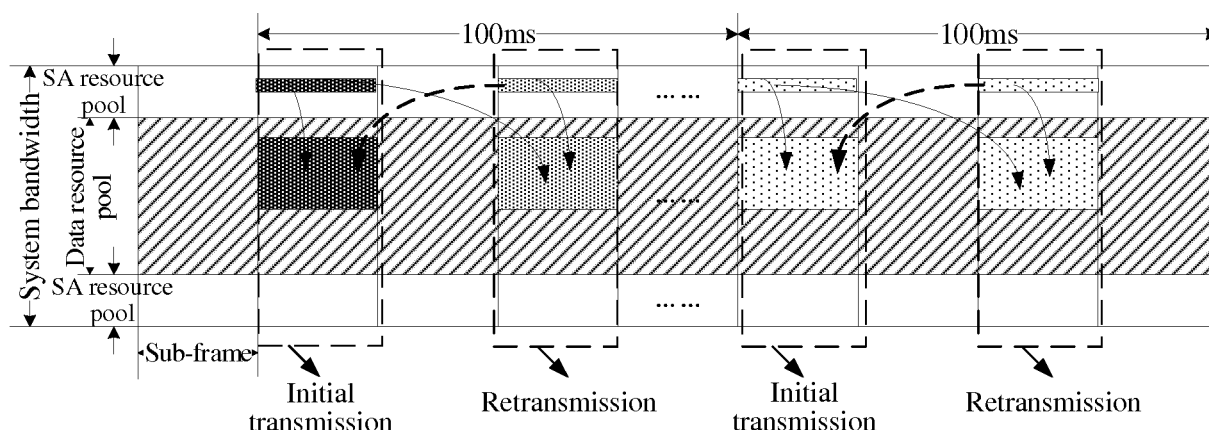 100ms
100ms
SA resource
pool
System bandwidth
Data resource
pool
SA resource
pool
... ...
... ...
... ...
Sub-frame
Initial
transmission
Retransmission
Initial
transmission
Retransmission